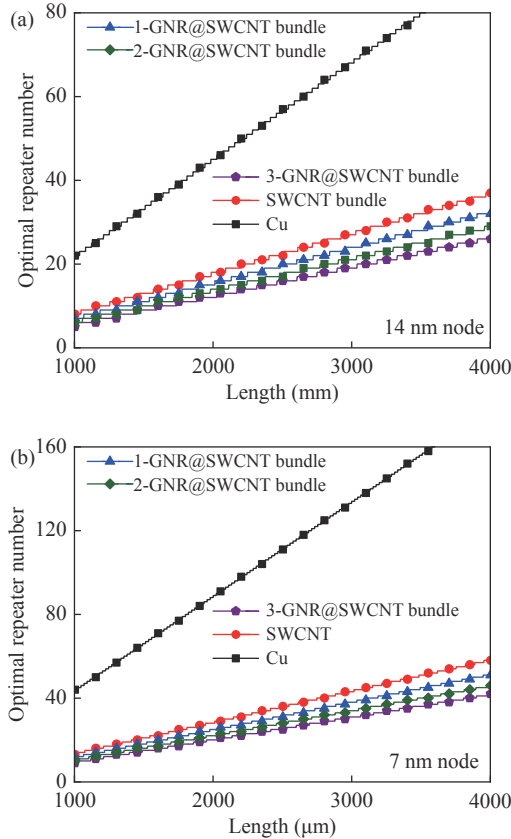 (a)
80
60
40
20
0
Optimal repeater number
1-GNR@SWCNT bundle
2-GNR@SWCNT bundle
3-GNR@SWCNT bundle
SWCNT bundle
Cu
14 nm node
1000
2000
3000
4000
Length (mm)
(b)
160
120
80
40
0
Optimal repeater number
1-GNR@SWCNT bundle
2-GNR@SWCNT bundle
3-GNR@SWCNT bundle
SWCNT
Cu
7 nm node
1000
2000
3000
4000
Length (μm)